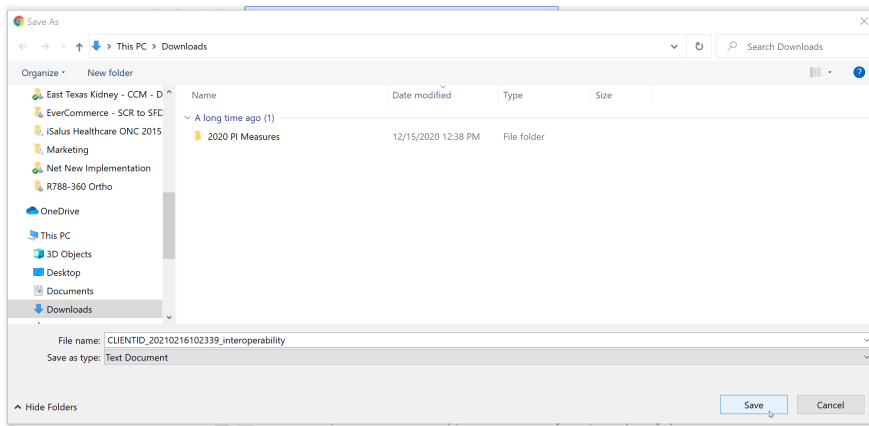 Save As
This PC > Downloads
Search Downloads
Organize
New folder
East Texas Kidney - CCM - D
EverCommerce - SCR to SFD
iSalus Healthcare ONC 2015
Marketing
Net New Implementation
R788-360 Ortho
OneDrive
This PC
3D Objects
Desktop
Documents
Downloads
Name Date modified Type Size
A long time ago (1)
2020 PI Measures 12/15/2020 12:38 PM File folder
File name: CLIENTID_20210216102339_interoperability
Save as type: Text Document
Hide Folders
Save Cancel